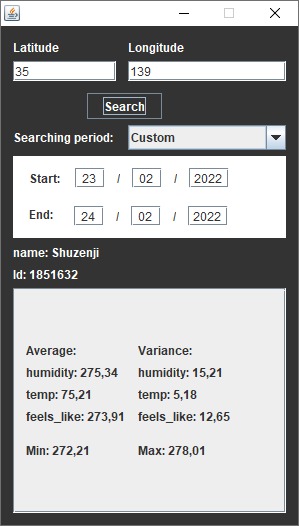 Latitude Longitude
35 139
Search
Searching period: Custom
Start: 23 / 02 / 2022
End: 24 / 02 / 2022
name: Shuzenji
Id: 1851632
Average: Variance:
humidity: 275,34 humidity: 15,21
temp: 75,21 temp: 5,18
feels_like: 273,91 feels_like: 12,65
Min: 272,21 Max: 278,01